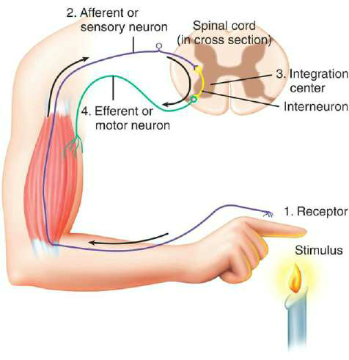 2. Afferent or
sensory neuron
Spinal cord
(in cross section)
3. Integration
center
Interneuron
4. Efferent or
motor neuron
1. Receptor
Stimulus